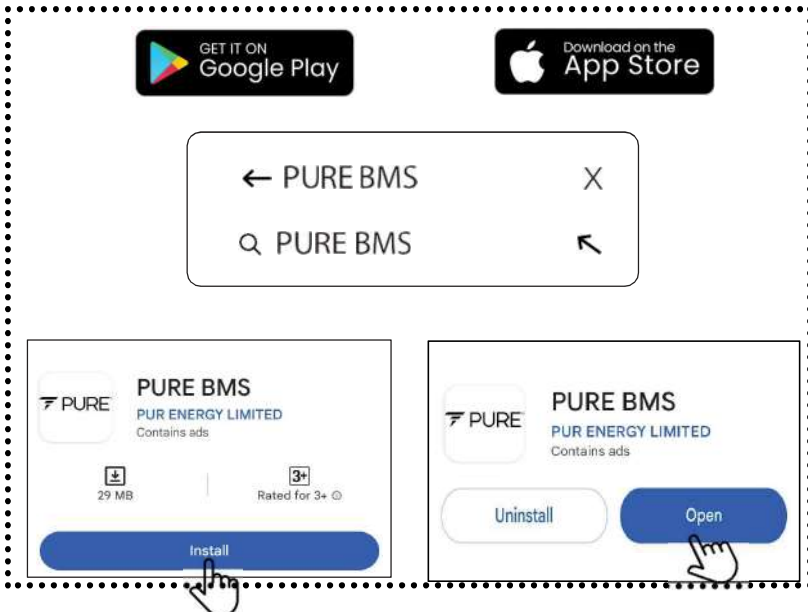 GET IT ON
Google Play
Download on the
App Store
← PURE BMS X
PURE BMS
PURE
PURE BMS
PUR ENERGY LIMITED
Contains ads
29 MB
3+
Rated for 3+
Install
PURE
PURE BMS
PUR ENERGY LIMITED
Contains ads
Uninstall
Open